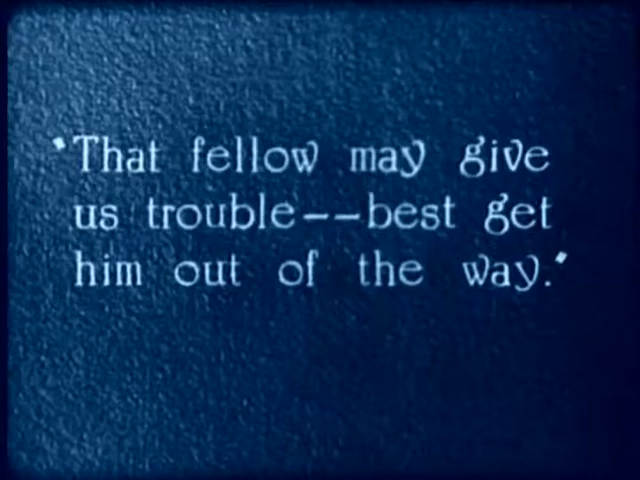 "That fellow may give
us trouble--best get
him out of the way."